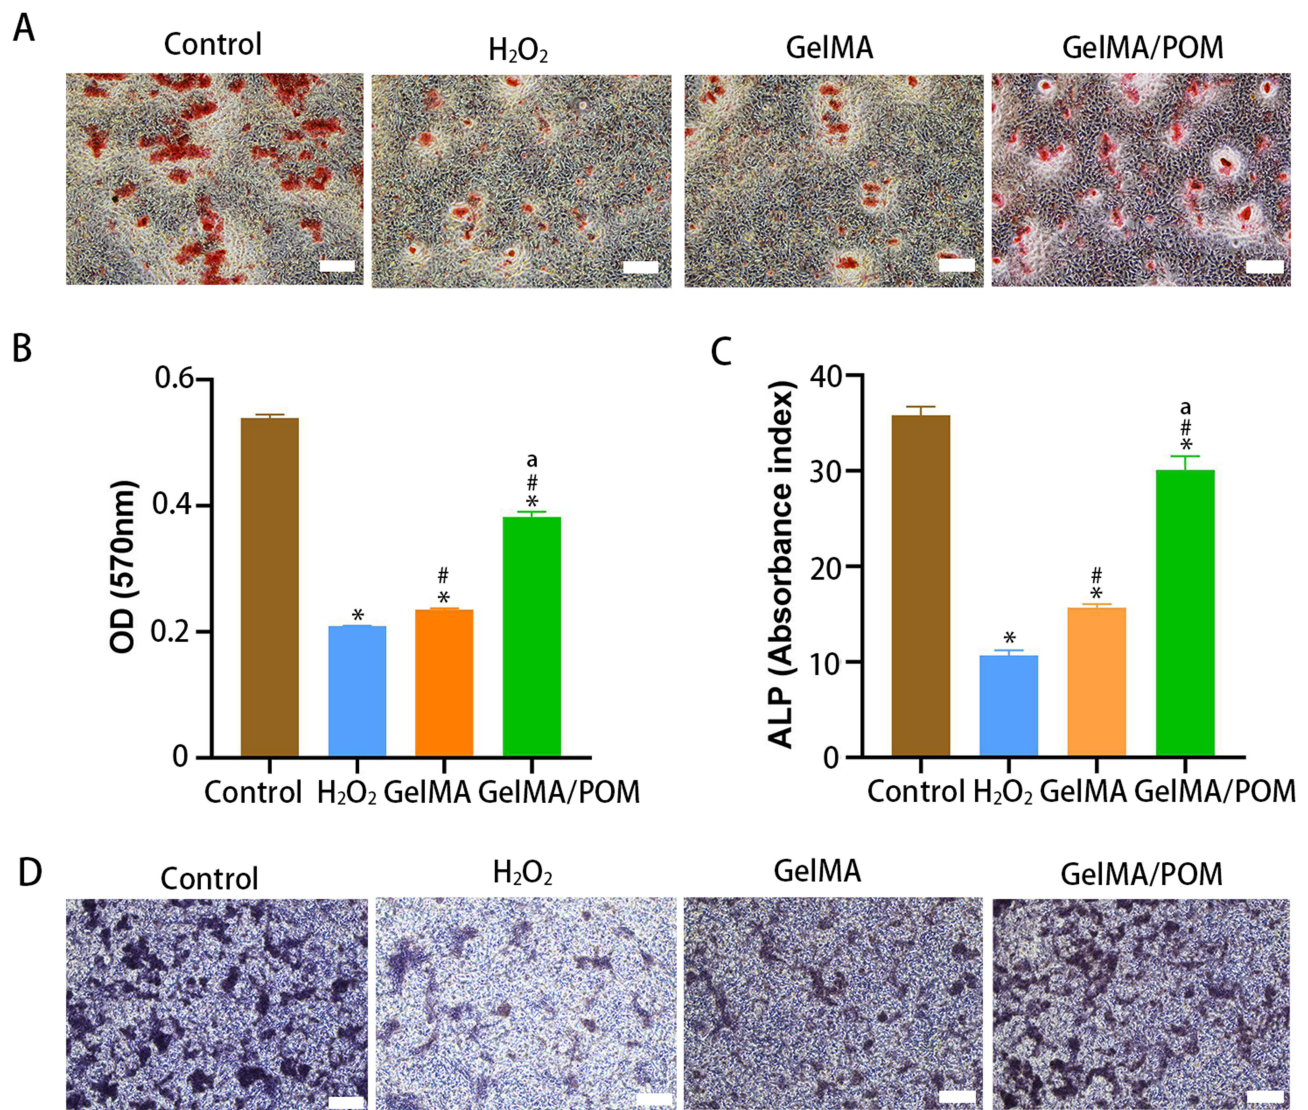 A
Control
H₂O₂
GelMA
GelMA/POM
B
0.6
0.4
0.2
0
OD (570nm)
*
#
*
a
#
*
Control
H₂O₂
GelMA
GelMA/POM
C
40
30
20
10
0
ALP (Absorbance index)
*
#
*
a
#
*
Control
H₂O₂
GelMA
GelMA/POM
D
Control
H₂O₂
GelMA
GelMA/POM